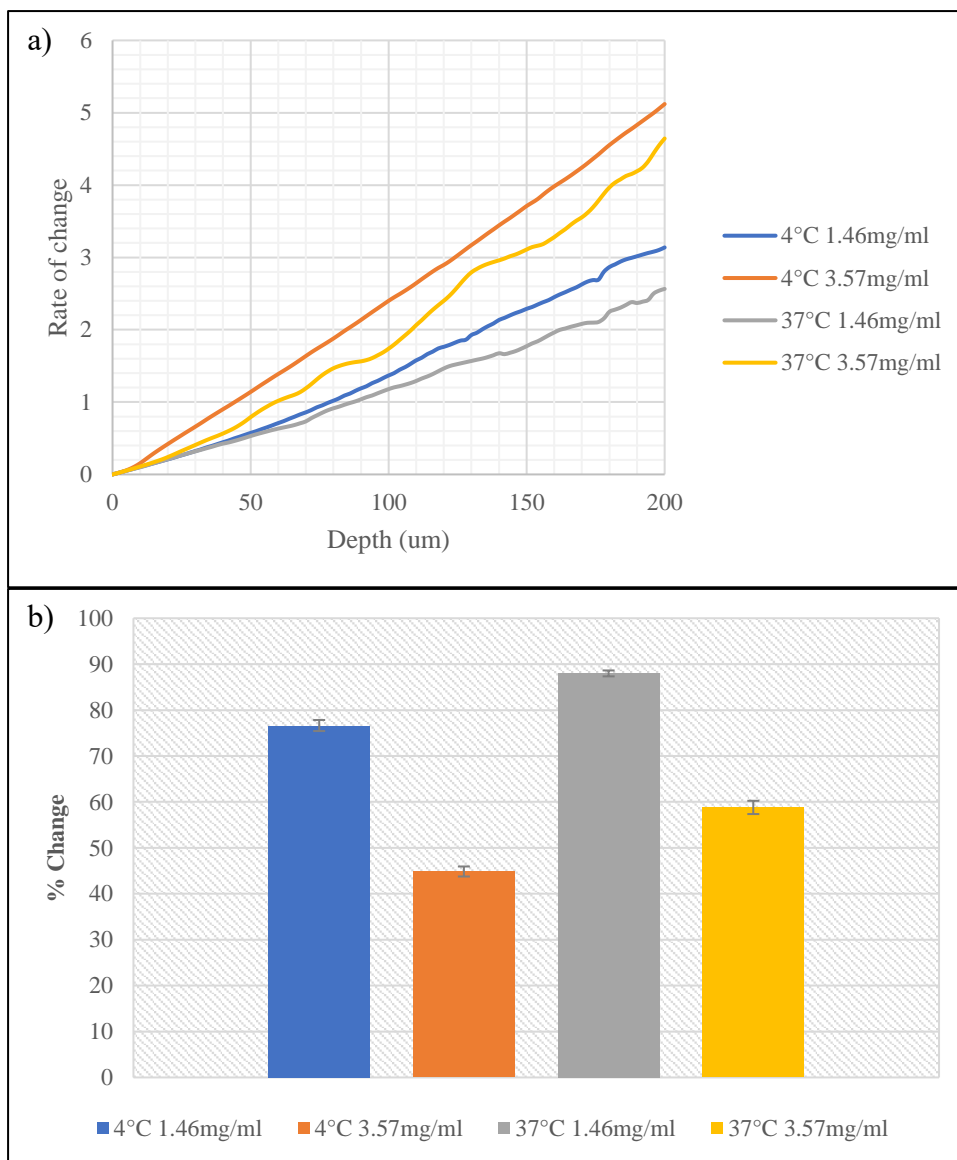 a)
6
5
4
3
2
1
0
Rate of change
0 50 100 150 200
Depth (um)
4°C 1.46mg/ml
4°C 3.57mg/ml
37°C 1.46mg/ml
37°C 3.57mg/ml
b)
100
90
80
70
60
50
40
30
20
10
0
% Change
4°C 1.46mg/ml 4°C 3.57mg/ml 37°C 1.46mg/ml 37°C 3.57mg/ml